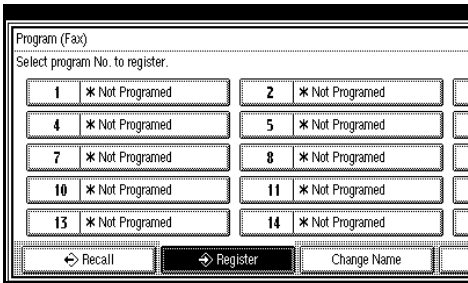 Program (Fax)
Select program No. to register.
1 * Not Programed 2 * Not Programed
4 * Not Programed 5 * Not Programed
7 * Not Programed 8 * Not Programed
10 * Not Programed 11 * Not Programed
13 * Not Programed 14 * Not Programed
Recall Register Change Name